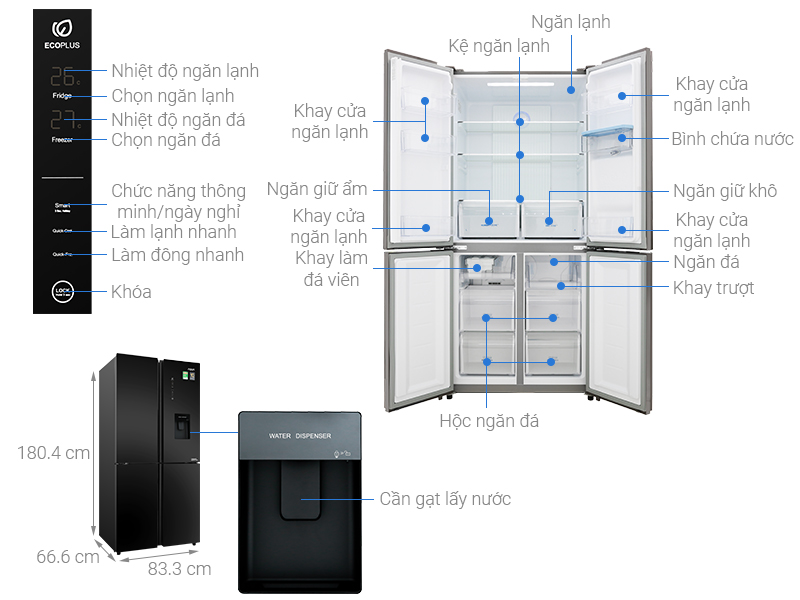 ECOPLUS
26°C
Fridge
27°C
Freezer
Smart
Quick-Cool
Quick-Frz
LOCK
Nhiệt độ ngăn lạnh
Chọn ngăn lạnh
Nhiệt độ ngăn đá
Chọn ngăn đá
Chức năng thông
minh/ngày nghỉ
Làm lạnh nhanh
Làm đông nhanh
Khóa
Ngăn lạnh
Kệ ngăn lạnh
Khay cửa
ngăn lạnh
Khay cửa
ngăn lạnh
Bình chứa nước
Ngăn giữ ẩm
Ngăn giữ khô
Khay cửa
ngăn lạnh
Khay cửa
ngăn lạnh
Khay làm
đá viên
Ngăn đá
Khay trượt
Hộc ngăn đá
180.4 cm
66.6 cm
83.3 cm
WATER DISPENSER
Cần gạt lấy nước